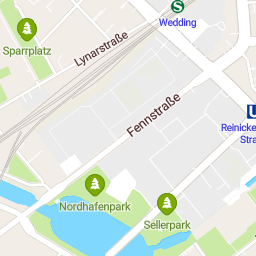 S
Wedding
Sparrplatz
Lynarstraße
Fennstraße
U
Reinicke
Stra
Nordhafenpark
Sellerpark